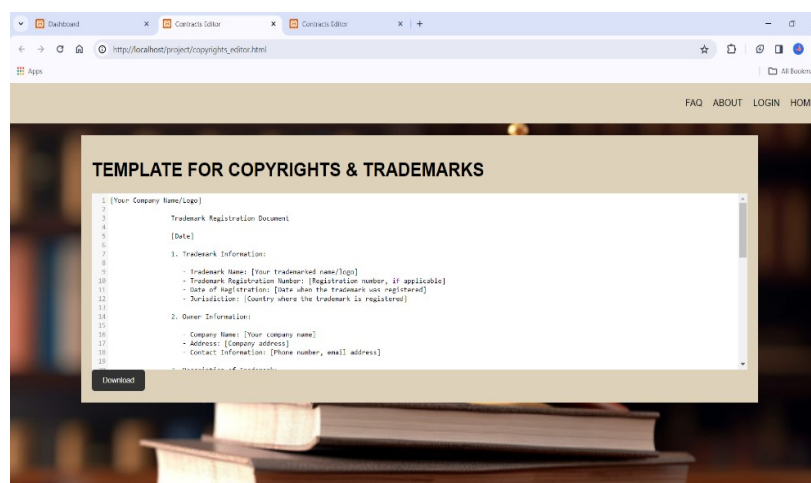 Dashboard
Contracts Editor
Contracts Editor
http://localhost/project/copyrights_editor.html
Apps
All Bookma
FAQ ABOUT LOGIN HOM
TEMPLATE FOR COPYRIGHTS & TRADEMARKS
1 [Your Company Name/Logo]
2
3 Trademark Registration Document
4
5 [Date]
6
7 1. Trademark Information:
8
9 - Trademark Name: [Your trademarked name/logo]
10 - Trademark Registration Number: [Registration number, if applicable]
11 - Date of Registration: [Date when the trademark was registered]
12 - Jurisdiction: [Country where the trademark is registered]
13
14 2. Owner Information:
15
16 - Company Name: [Your company name]
17 - Address: [Company address]
18 - Contact Information: [Phone number, email address]
19
Download